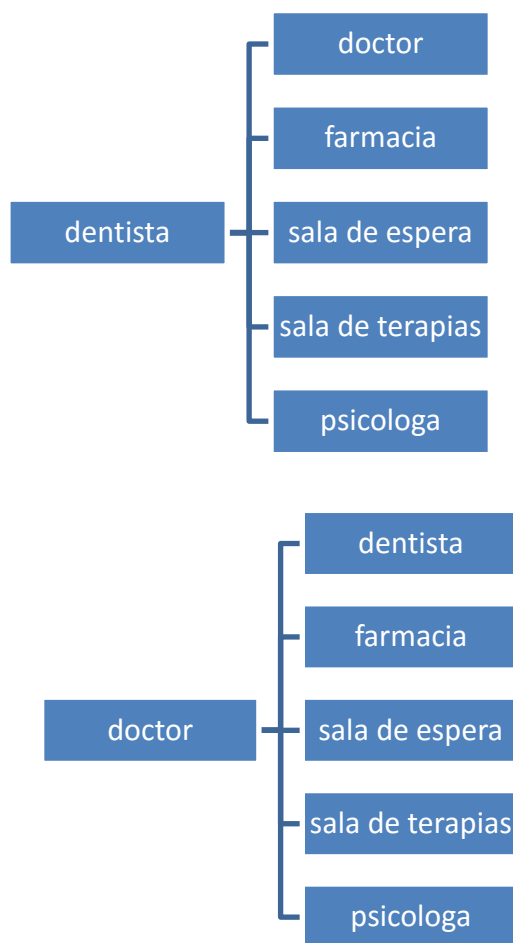 doctor
farmacia
dentista
sala de espera
sala de terapias
psicologa
dentista
farmacia
doctor
sala de espera
sala de terapias
psicologa